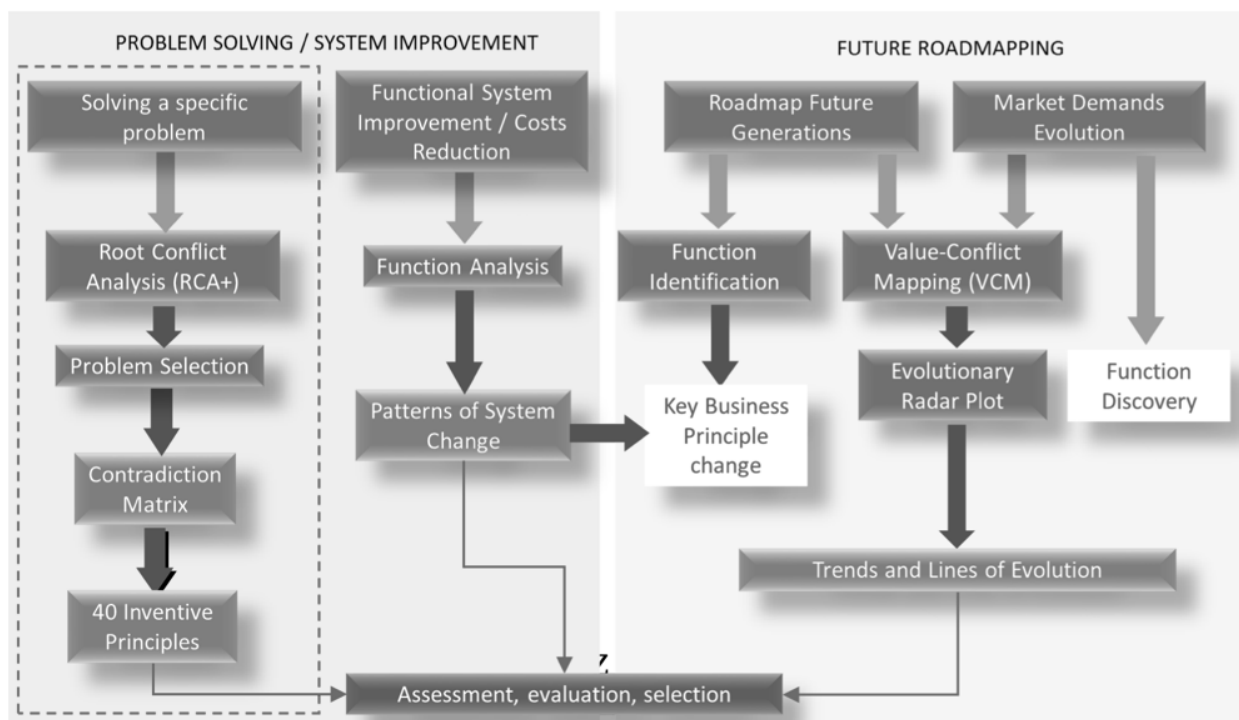 PROBLEM SOLVING / SYSTEM IMPROVEMENT
Solving a specific
problem
Root Conflict
Analysis (RCA+)
Problem Selection
Contradiction
Matrix
40 Inventive
Principles
Functional System
Improvement / Costs
Reduction
Function Analysis
Patterns of System
Change
FUTURE ROADMAPPING
Roadmap Future
Generations
Market Demands
Evolution
Function
Identification
Value-Conflict
Mapping (VCM)
Key Business
Principle
change
Evolutionary
Radar Plot
Function
Discovery
Trends and Lines of Evolution
Assessment, evaluation, selection